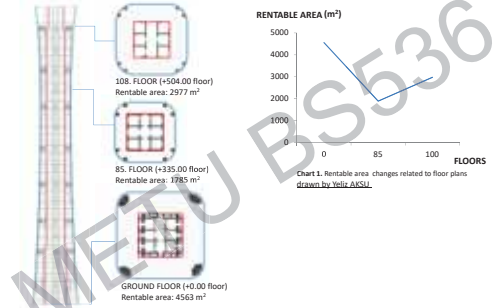 108. FLOOR (+504.00 floor)
Rentable area: 2977 m²
85. FLOOR (+335.00 floor)
Rentable area: 1785 m²
GROUND FLOOR (+0.00 floor)
Rentable area: 4563 m²
RENTABLE AREA (m²)
5000
4000
3000
2000
1000
0
0 85 100
FLOORS
Chart 1. Rentable area changes related to floor plans
drawn by Yeliz AKSU
METU BS536